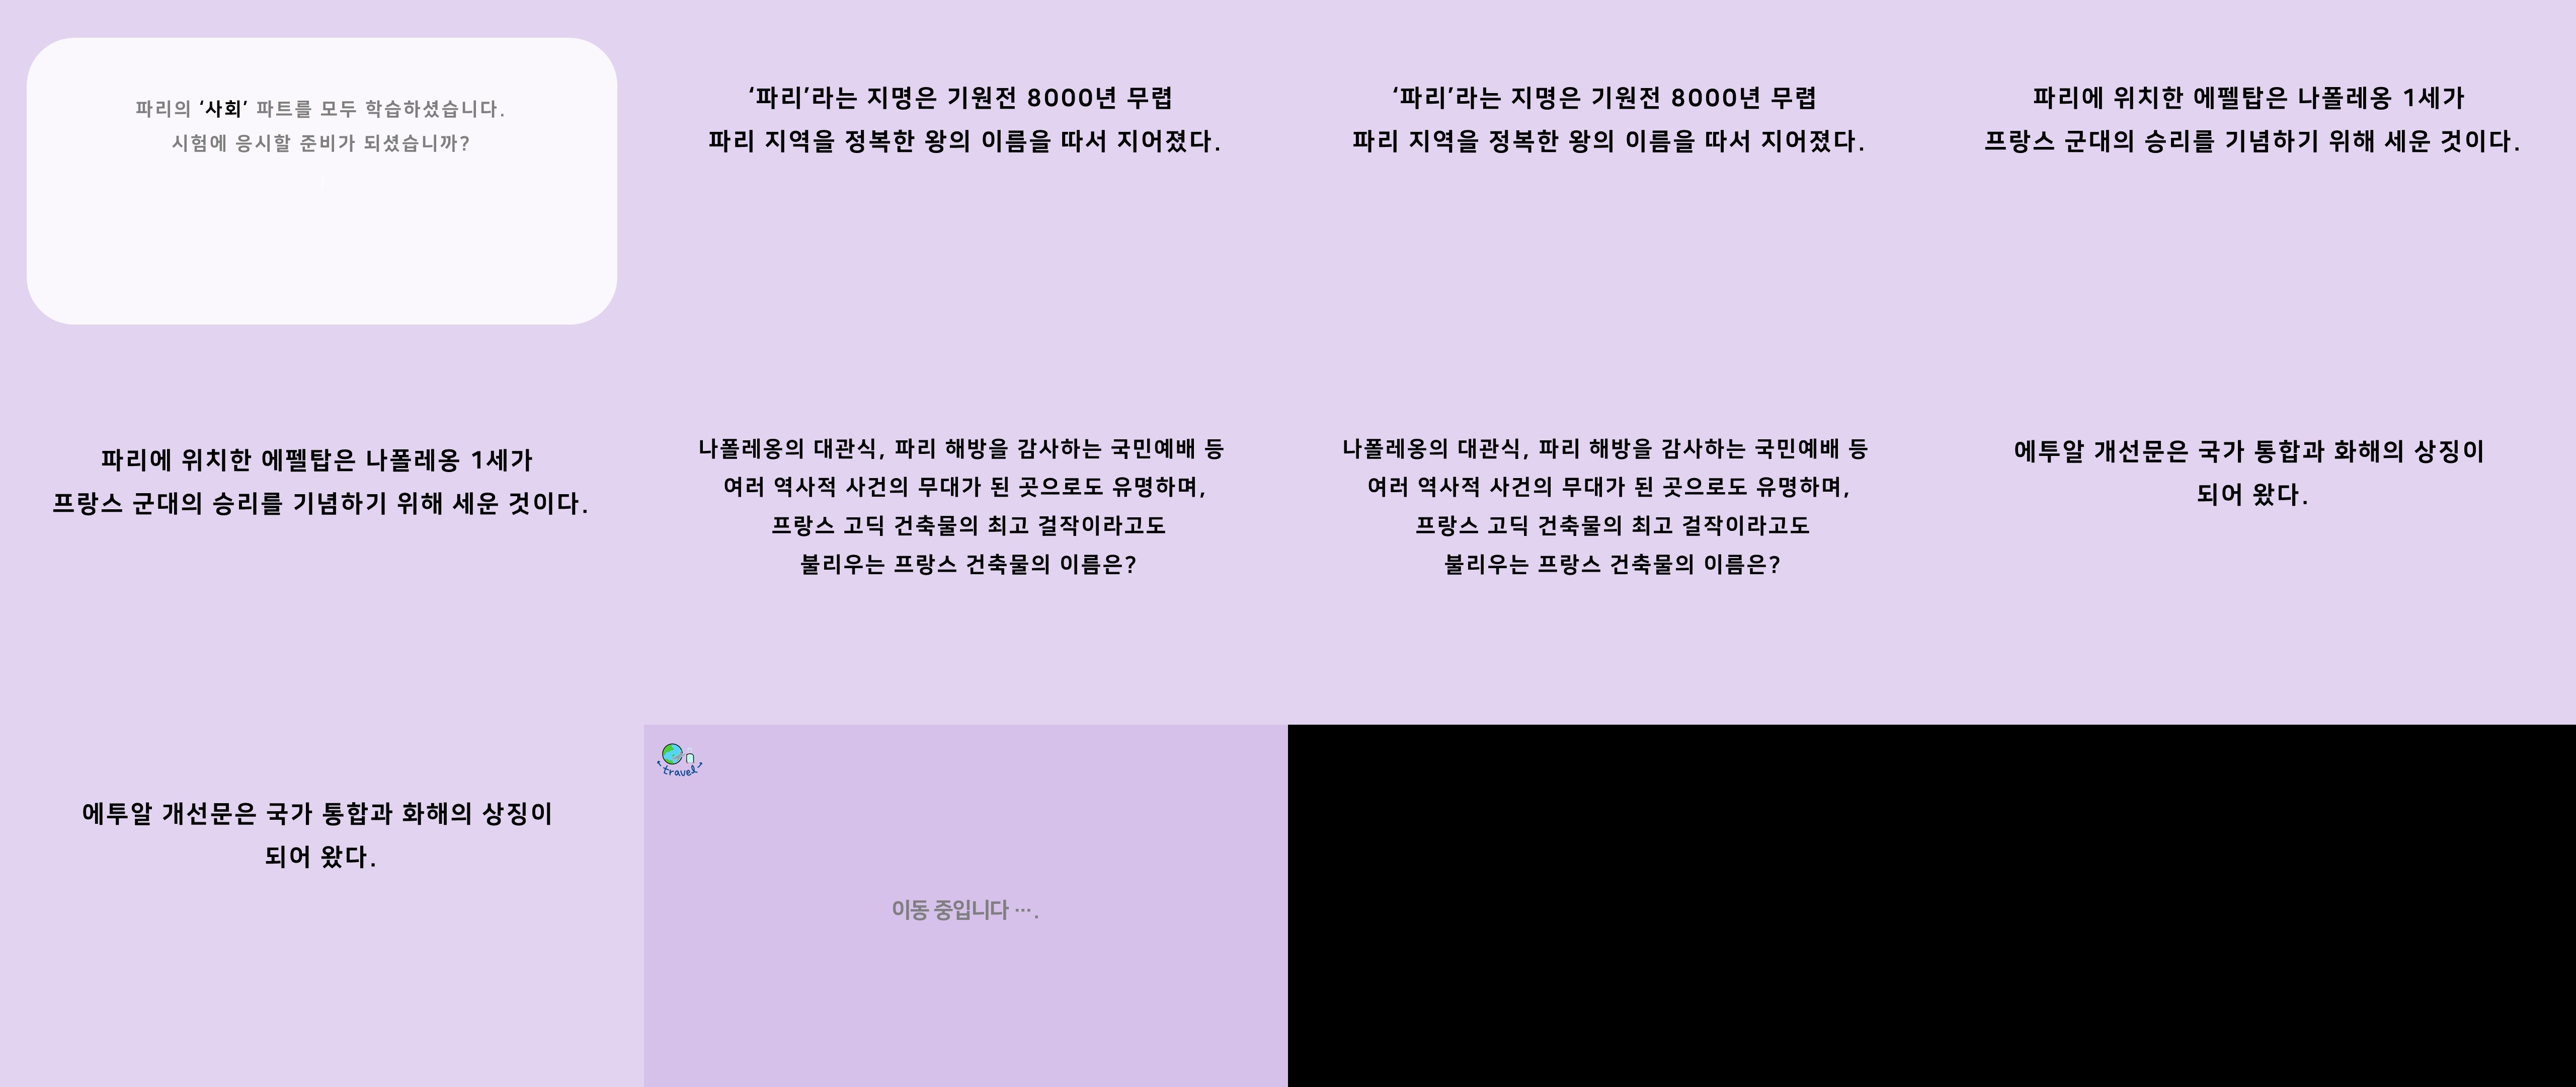 파리의 ‘사회’ 파트를 모두 학습하셨습니다.
시험에 응시할 준비가 되셨습니까?
‘파리’라는 지명은 기원전 8000년 무렵
파리 지역을 정복한 왕의 이름을 따서 지어졌다.
‘파리’라는 지명은 기원전 8000년 무렵
파리 지역을 정복한 왕의 이름을 따서 지어졌다.
파리에 위치한 에펠탑은 나폴레옹 1세가
프랑스 군대의 승리를 기념하기 위해 세운 것이다.
파리에 위치한 에펠탑은 나폴레옹 1세가
프랑스 군대의 승리를 기념하기 위해 세운 것이다.
나폴레옹의 대관식, 파리 해방을 감사하는 국민예배 등
여러 역사적 사건의 무대가 된 곳으로도 유명하며,
프랑스 고딕 건축물의 최고 걸작이라고도
불리우는 프랑스 건축물의 이름은?
나폴레옹의 대관식, 파리 해방을 감사하는 국민예배 등
여러 역사적 사건의 무대가 된 곳으로도 유명하며,
프랑스 고딕 건축물의 최고 걸작이라고도
불리우는 프랑스 건축물의 이름은?
에투알 개선문은 국가 통합과 화해의 상징이
되어 왔다.
에투알 개선문은 국가 통합과 화해의 상징이
되어 왔다.
travel
이동 중입니다 ….